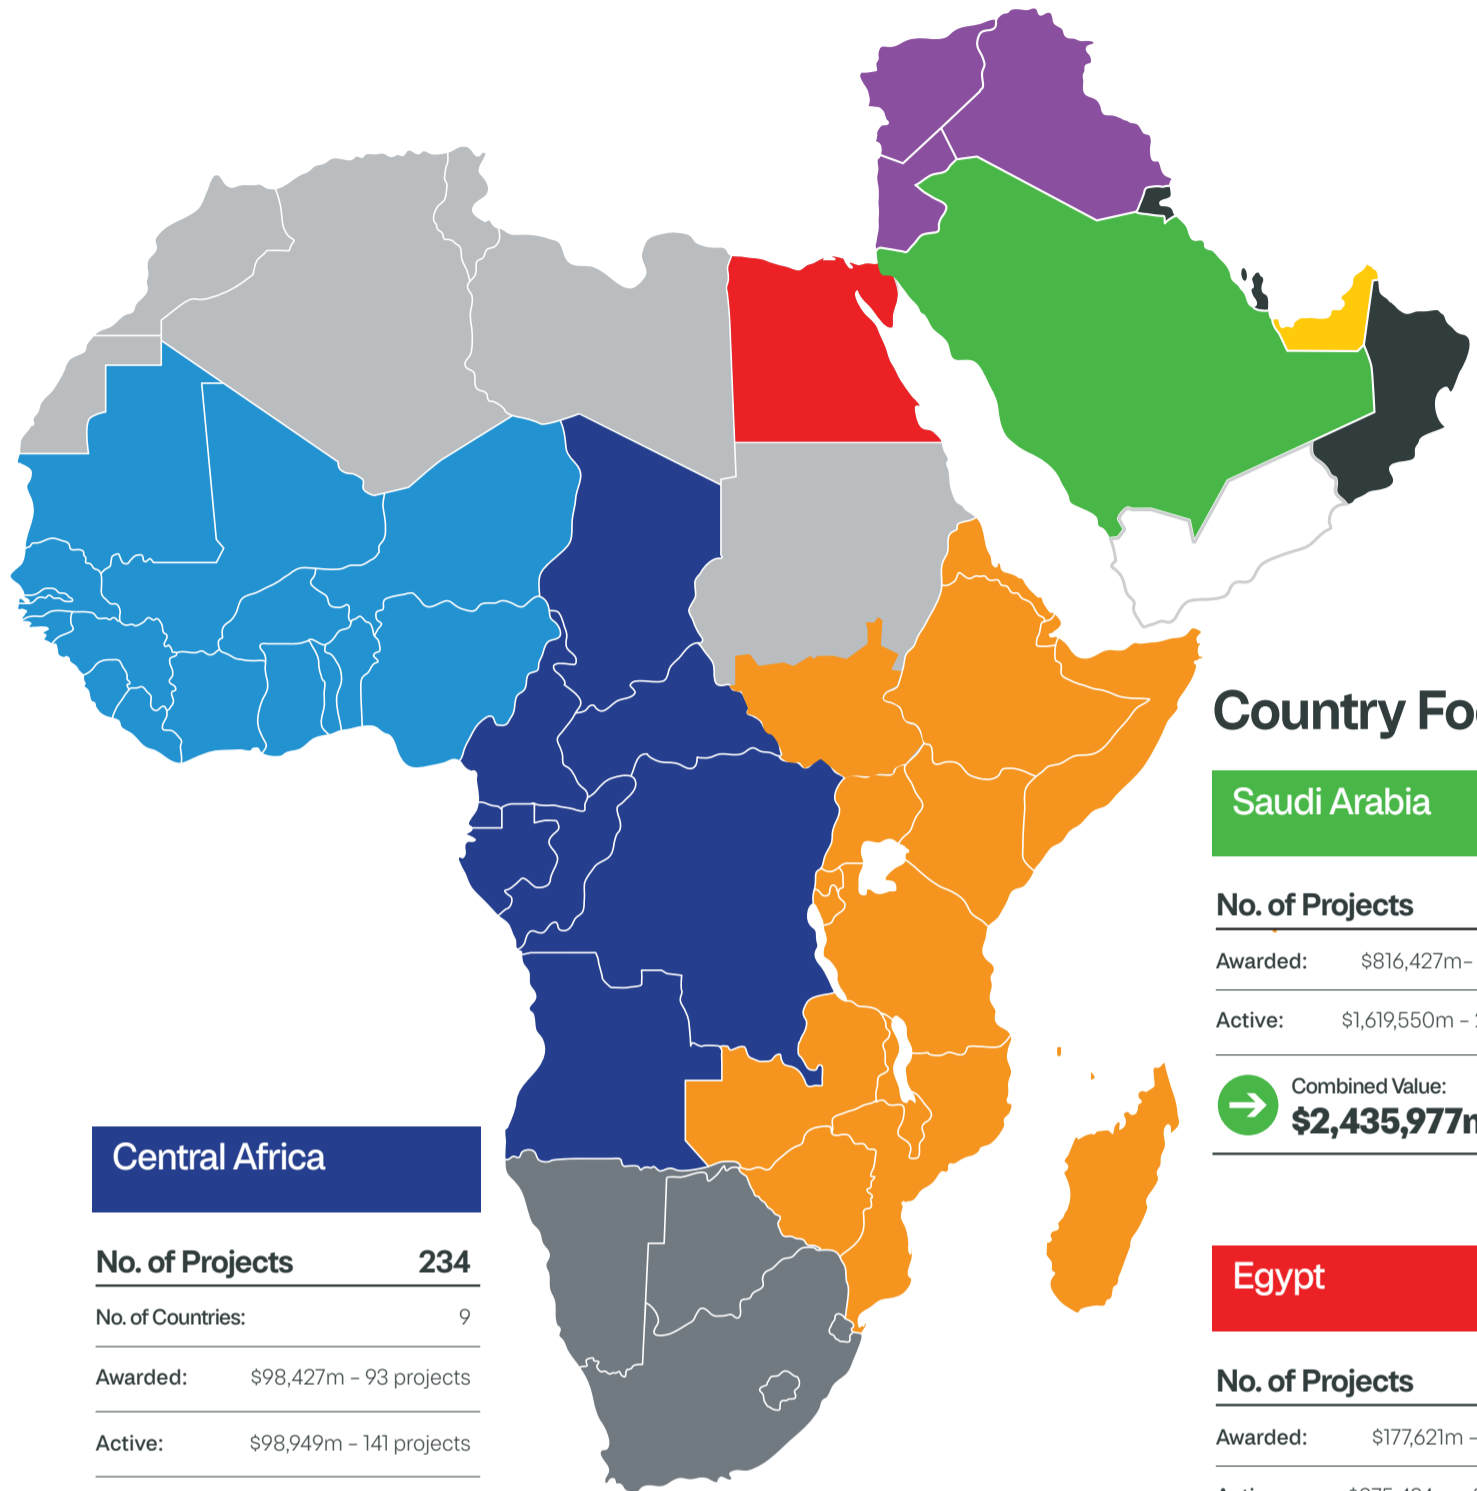 Country Fo
Saudi Arabia
No. of Projects
Awarded: $816,427m–
Active: $1,619,550m –
Combined Value:
$2,435,977m
Central Africa
No. of Projects 234
No. of Countries: 9
Awarded: $98,427m – 93 projects
Active: $98,949m – 141 projects
Egypt
No. of Projects
Awarded: $177,621m –